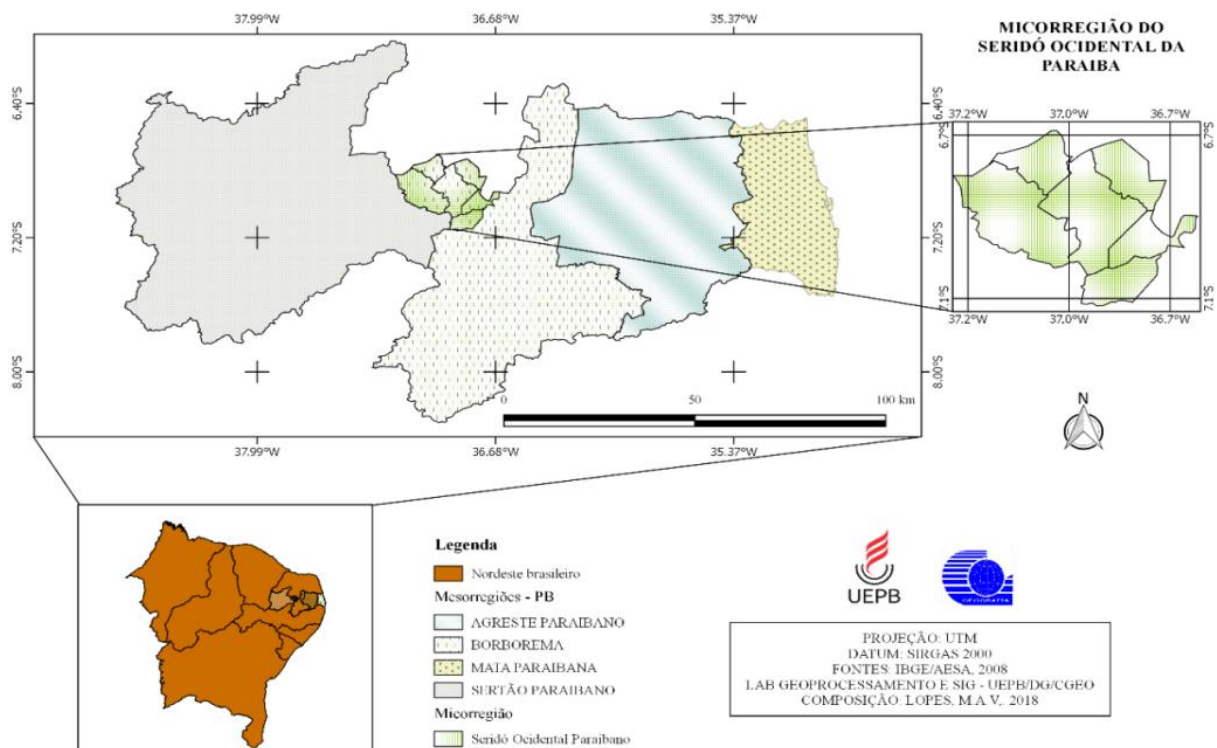 37.99°W
36.68°W
35.37°W
MICORREGIÃO DO
SERIDÓ OCIDENTAL DA
PARAIBA
6.40°S
6.40°S
37.2°W
37.0°W
36.7°W
6.7°S
6.7°S
7.20°S
7.20°S
7.1°S
7.1°S
37.2°W
37.0°W
36.7°W
8.00°S
8.00°S
0
50
100 km
37.99°W
36.68°W
35.37°W
N
Legenda
Nordeste brasileiro
Mesorregiões - PB
AGRESTE PARAIBANO
BORBOREMA
MATA PARAIBANA
SERTÃO PARAIBANO
Micorregião
Seridó Ocidental Paraibano
UEPB
GEOGRAFIA
PROJEÇÃO: UTM
DATUM: SIRGAS 2000
FONTES: IBGE/AESA, 2008
LAB GEOPROCESSAMENTO E SIG - UEPB/DG/CGEO
COMPOSIÇÃO: LOPES, M.A.V,. 2018